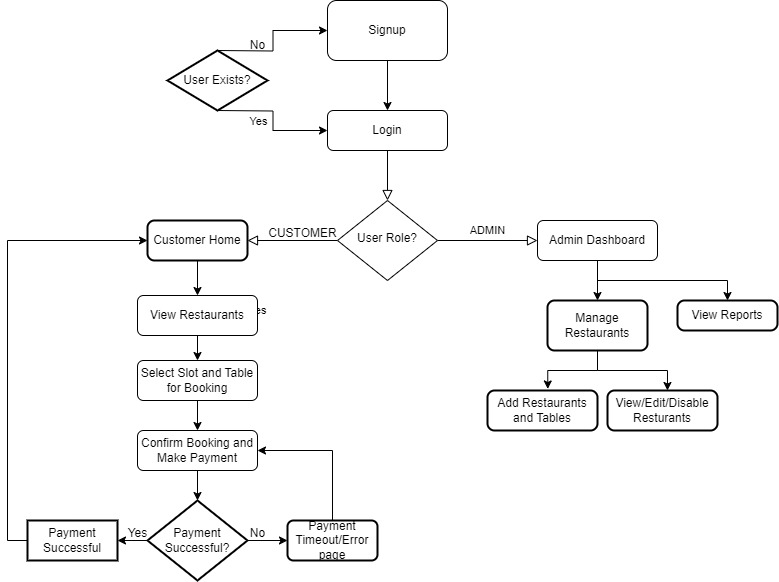 Signup
No
User Exists?
Yes
Login
Customer Home
CUSTOMER
User Role?
ADMIN
Admin Dashboard
View Restaurants
es
Manage
Restaurants
View Reports
Select Slot and Table
for Booking
Add Restaurants
and Tables
View/Edit/Disable
Resturants
Confirm Booking and
Make Payment
Payment
Successful
Yes
Payment
Successful?
No
Payment
Timeout/Error
page